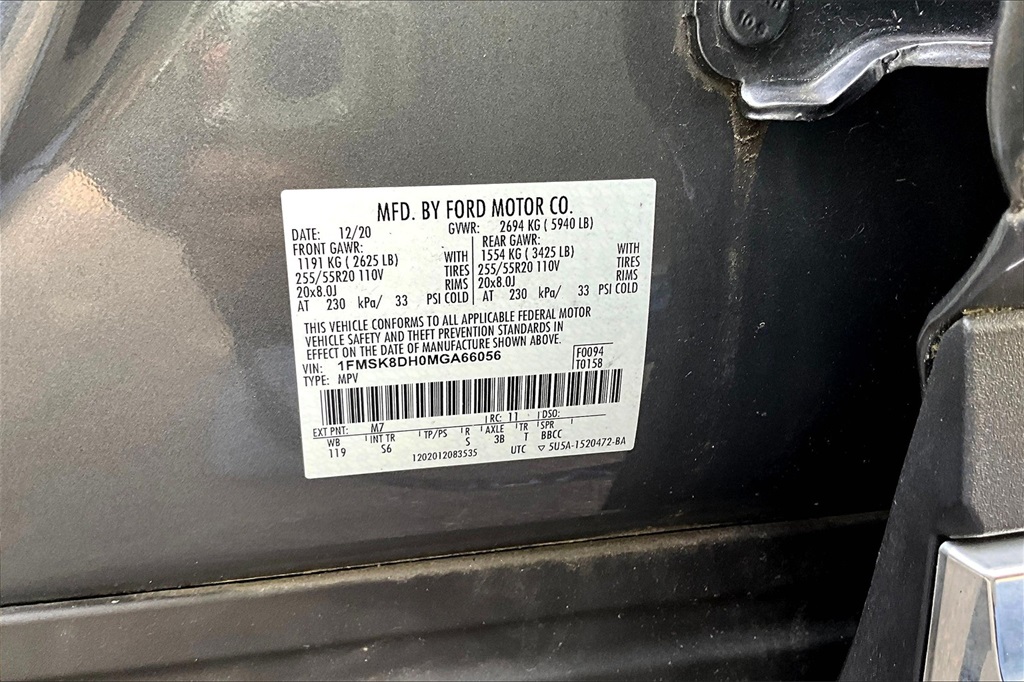 MFD. BY FORD MOTOR CO.
DATE: 12/20 GVWR: 2694 KG ( 5940 LB)
FRONT GAWR: REAR GAWR:
1191 KG ( 2625 LB) WITH 1554 KG ( 3425 LB) WITH
255/55R20 110V TIRES 255/55R20 110V TIRES
20x8.0J RIMS 20x8.0J RIMS
AT 230 kPa/ 33 PSI COLD AT 230 kPa/ 33 PSI COLD
THIS VEHICLE CONFORMS TO ALL APPLICABLE FEDERAL MOTOR
VEHICLE SAFETY AND THEFT PREVENTION STANDARDS IN
EFFECT ON THE DATE OF MANUFACTURE SHOWN ABOVE.
VIN: 1FMSK8DH0MGA66056 F0094
TYPE: MPV T0158
EXT PNT: M7 RC: 11 DSO:
WB INT TR TP/PS R AXLE TR SPR
119 S6 S 3B T BBCC
1202012083535 UTC ▽ 5U5A-1520472-BA